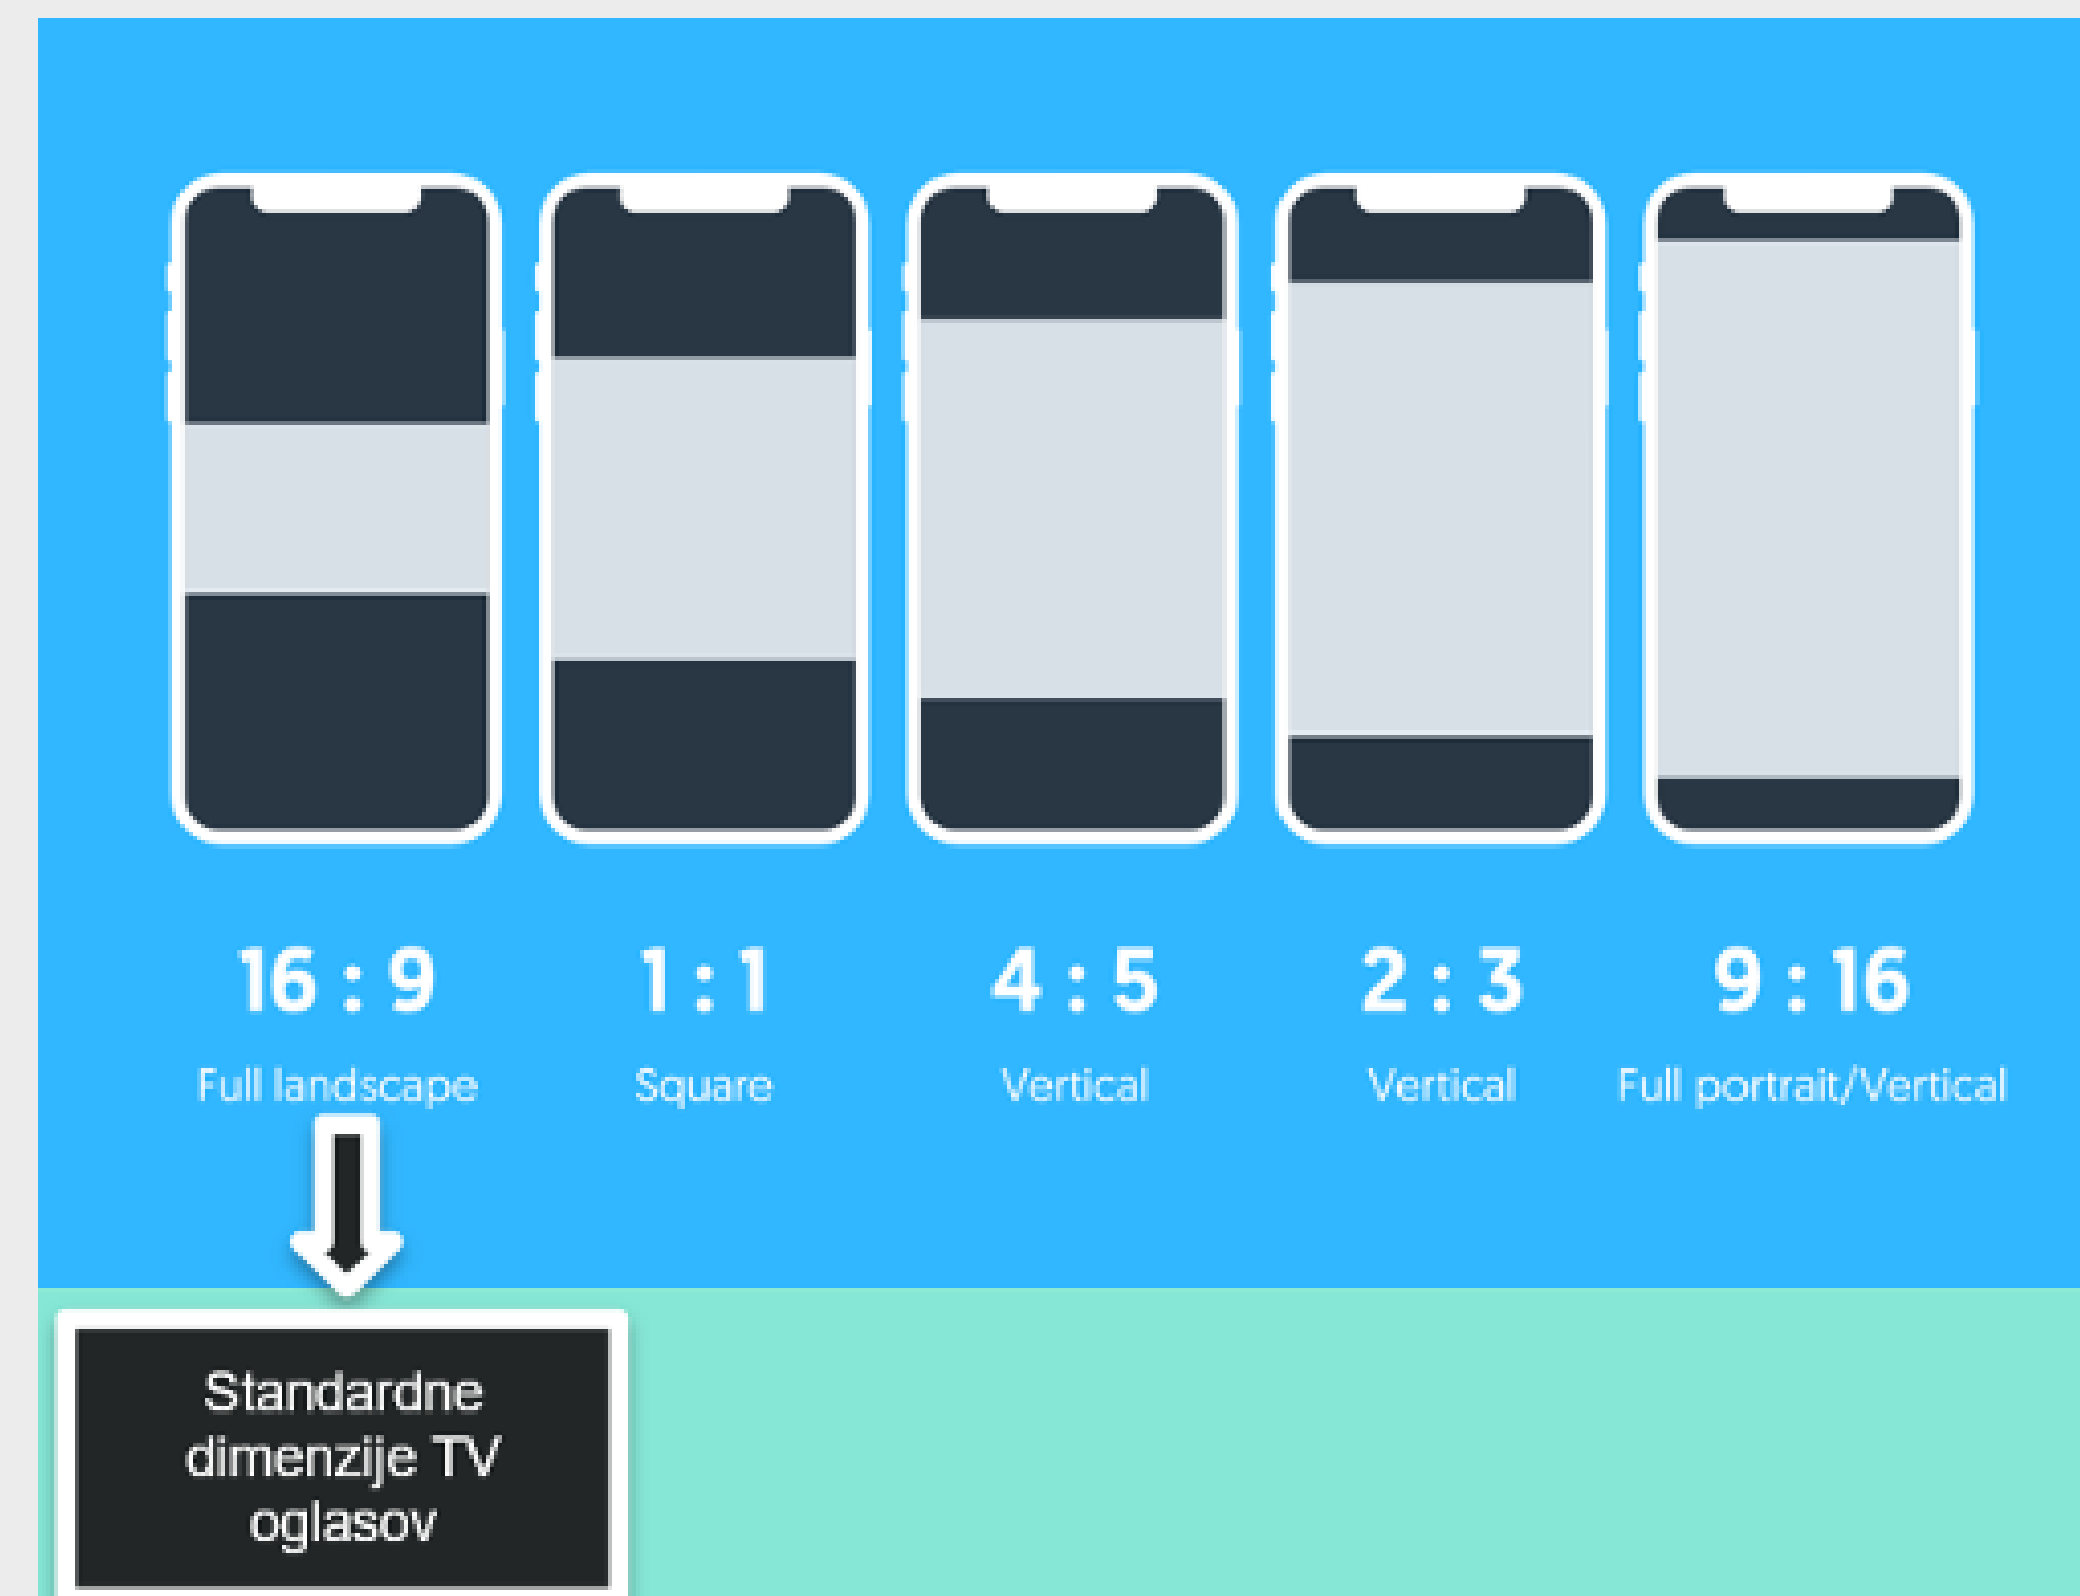 16 : 9
1 : 1
4 : 5
2 : 3
9 : 16
Full landscape
Square
Vertical
Vertical
Full portrait/Vertical
Standardne
dimenzije TV
oglasov